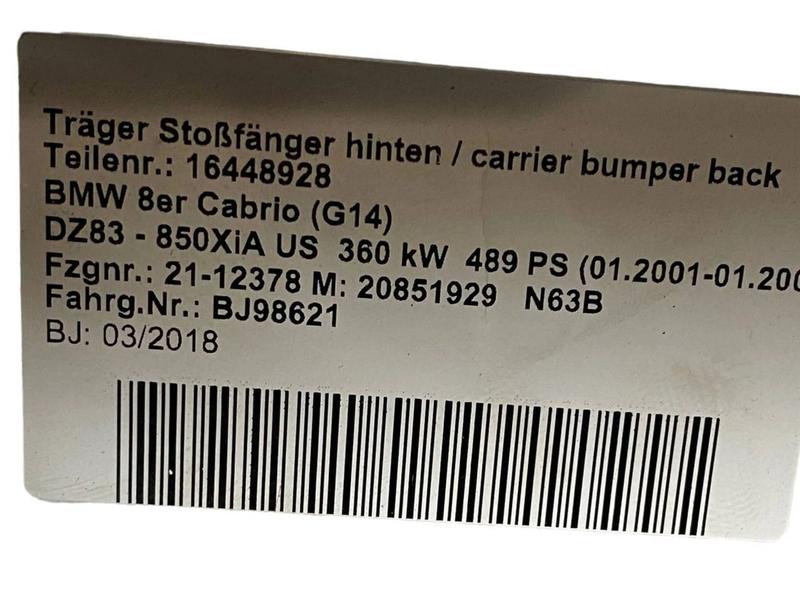 Träger Stoßfänger hinten / carrier bumper back
Teilenr.: 16448928
BMW 8er Cabrio (G14)
DZ83 - 850XiA US 360 kW 489 PS (01.2001-01.200
Fzgnr.: 21-12378 M: 20851929 N63B
Fahrg.Nr.: BJ98621
BJ: 03/2018